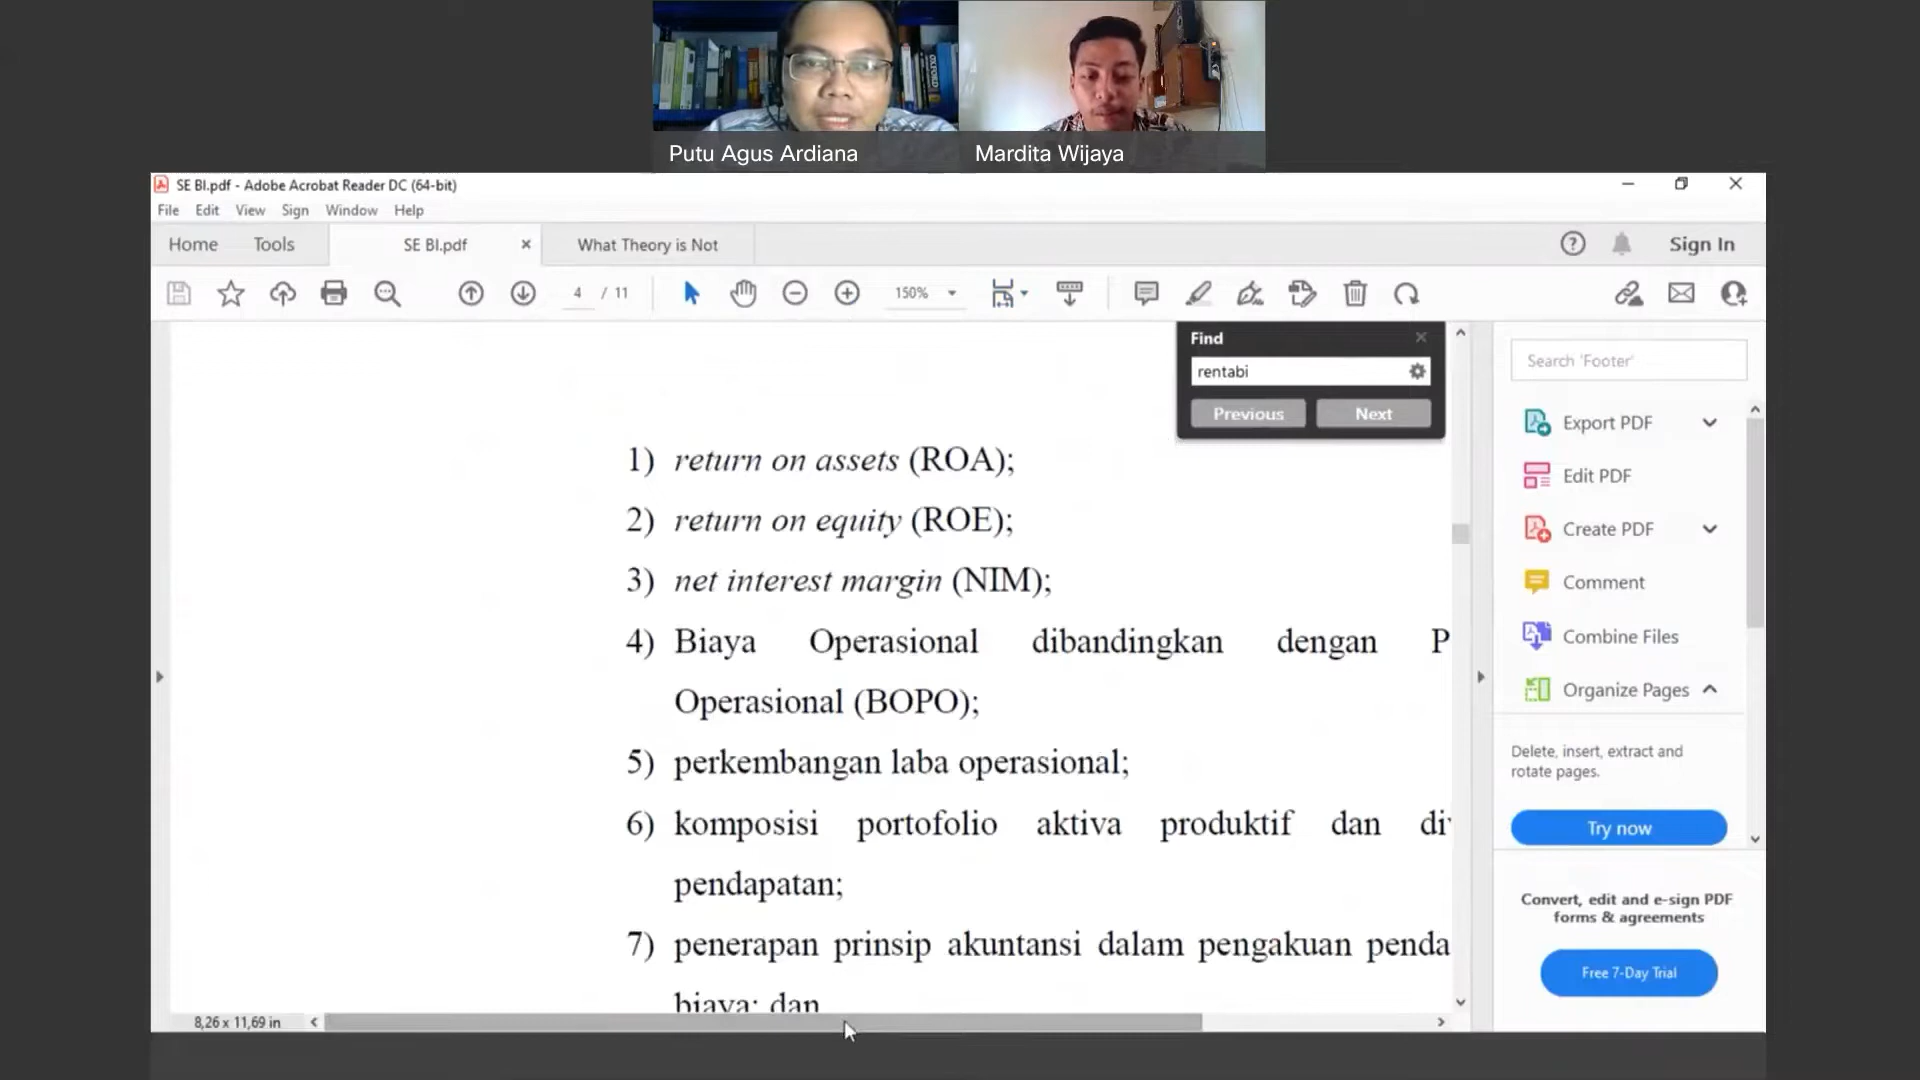 Putu Agus Ardiana
Mardita Wijaya
SE BI.pdf - Adobe Acrobat Reader DC (64-bit)
File Edit View Sign Window Help
Home Tools SE BI.pdf What Theory is Not Sign In
4 / 11 150%
Find
rentabi
Previous Next
Search 'Footer'
Export PDF
Edit PDF
Create PDF
Comment
Combine Files
Organize Pages
Delete, insert, extract and
rotate pages.
Try now
Convert, edit and e-sign PDF
forms & agreements
Free 7-Day Trial
1) return on assets (ROA);
2) return on equity (ROE);
3) net interest margin (NIM);
4) Biaya Operasional dibandingkan dengan P
Operasional (BOPO);
5) perkembangan laba operasional;
6) komposisi portofolio aktiva produktif dan di
pendapatan;
7) penerapan prinsip akuntansi dalam pengakuan penda
biaya; dan
8,26 x 11,69 in
OXFORD